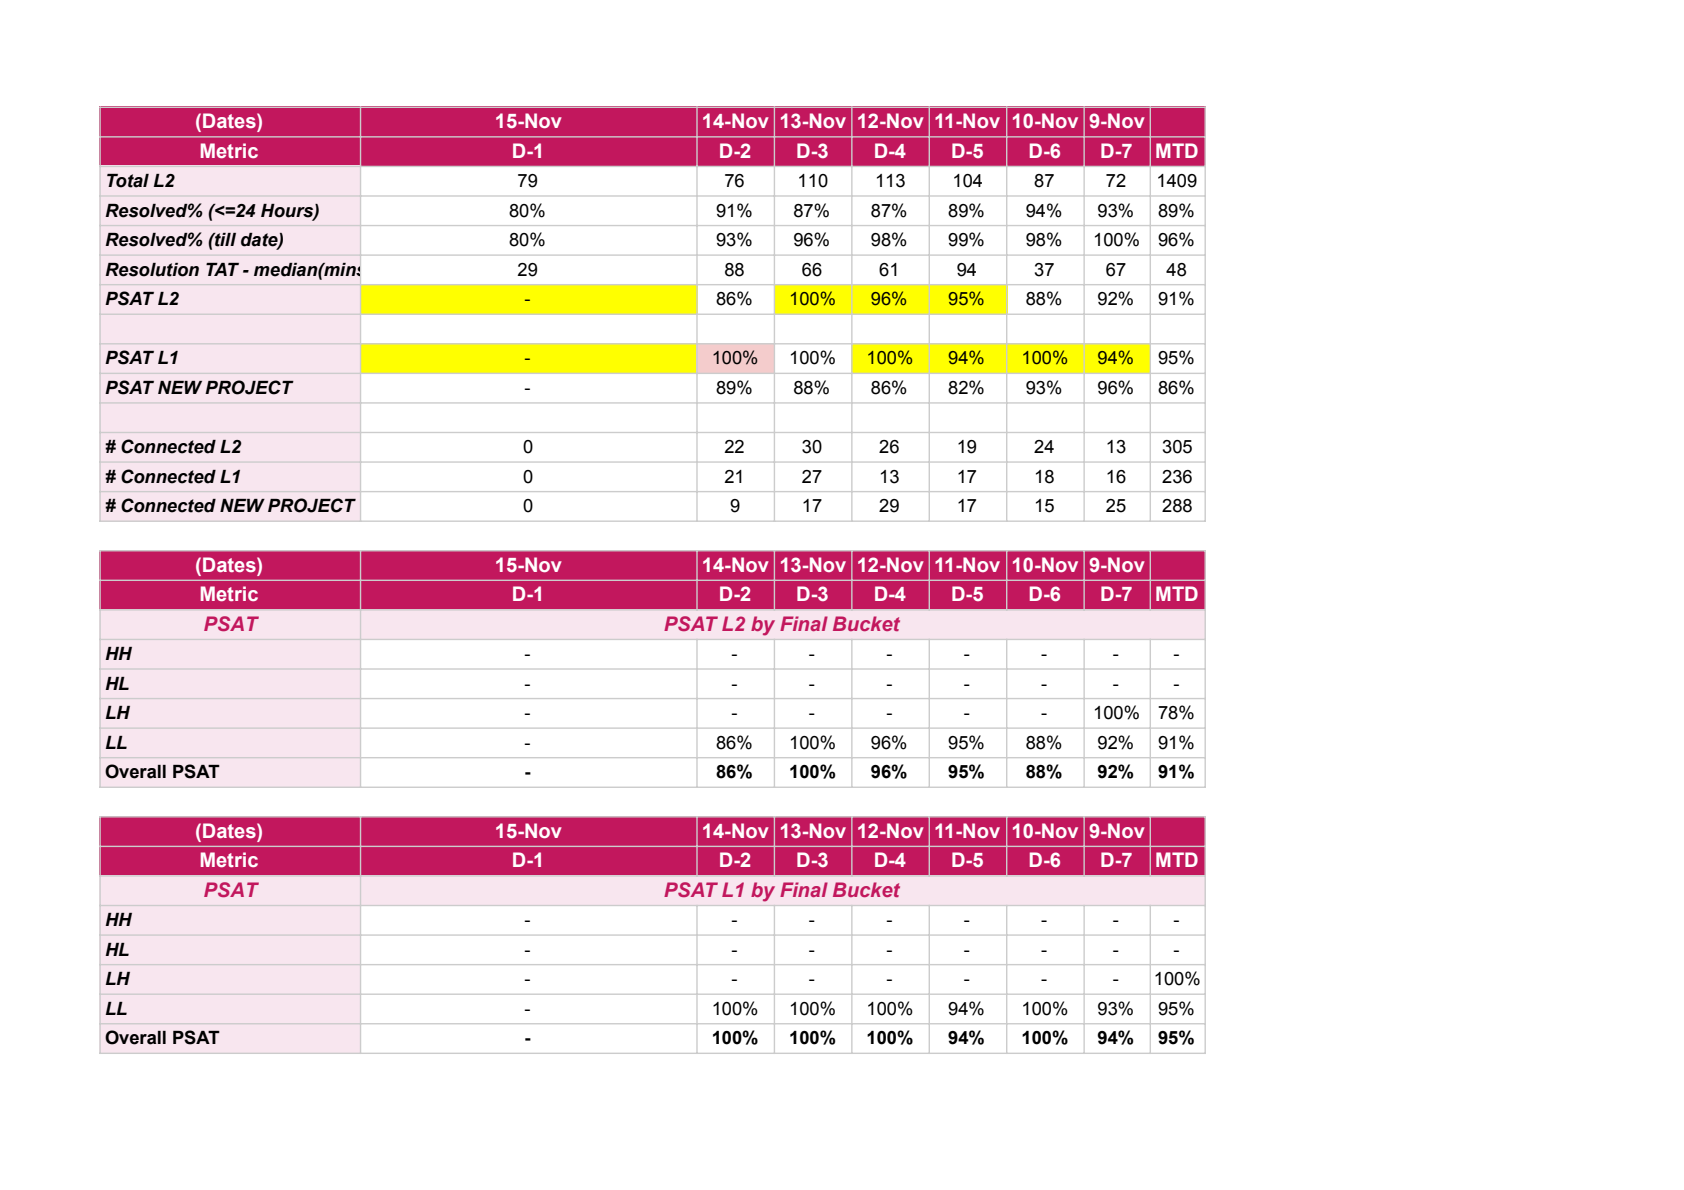 (Dates) 15-Nov 14-Nov 13-Nov 12-Nov 11-Nov 10-Nov 9-Nov
Metric D-1 D-2 D-3 D-4 D-5 D-6 D-7 MTD
Total L2 79 76 110 113 104 87 72 1409
Resolved% (<=24 Hours) 80% 91% 87% 87% 89% 94% 93% 89%
Resolved% (till date) 80% 93% 96% 98% 99% 98% 100% 96%
Resolution TAT - median(mins 29 88 66 61 94 37 67 48
PSAT L2 - 86% 100% 96% 95% 88% 92% 91%
PSAT L1 - 100% 100% 100% 94% 100% 94% 95%
PSAT NEW PROJECT - 89% 88% 86% 82% 93% 96% 86%
# Connected L2 0 22 30 26 19 24 13 305
# Connected L1 0 21 27 13 17 18 16 236
# Connected NEW PROJECT 0 9 17 29 17 15 25 288
(Dates) 15-Nov 14-Nov 13-Nov 12-Nov 11-Nov 10-Nov 9-Nov
Metric D-1 D-2 D-3 D-4 D-5 D-6 D-7 MTD
PSAT PSAT L2 by Final Bucket
HH - - - - - - - -
HL - - - - - - - -
LH - - - - - - 100% 78%
LL - 86% 100% 96% 95% 88% 92% 91%
Overall PSAT - 86% 100% 96% 95% 88% 92% 91%
(Dates) 15-Nov 14-Nov 13-Nov 12-Nov 11-Nov 10-Nov 9-Nov
Metric D-1 D-2 D-3 D-4 D-5 D-6 D-7 MTD
PSAT PSAT L1 by Final Bucket
HH - - - - - - - -
HL - - - - - - - -
LH - - - - - - - 100%
LL - 100% 100% 100% 94% 100% 93% 95%
Overall PSAT - 100% 100% 100% 94% 100% 94% 95%